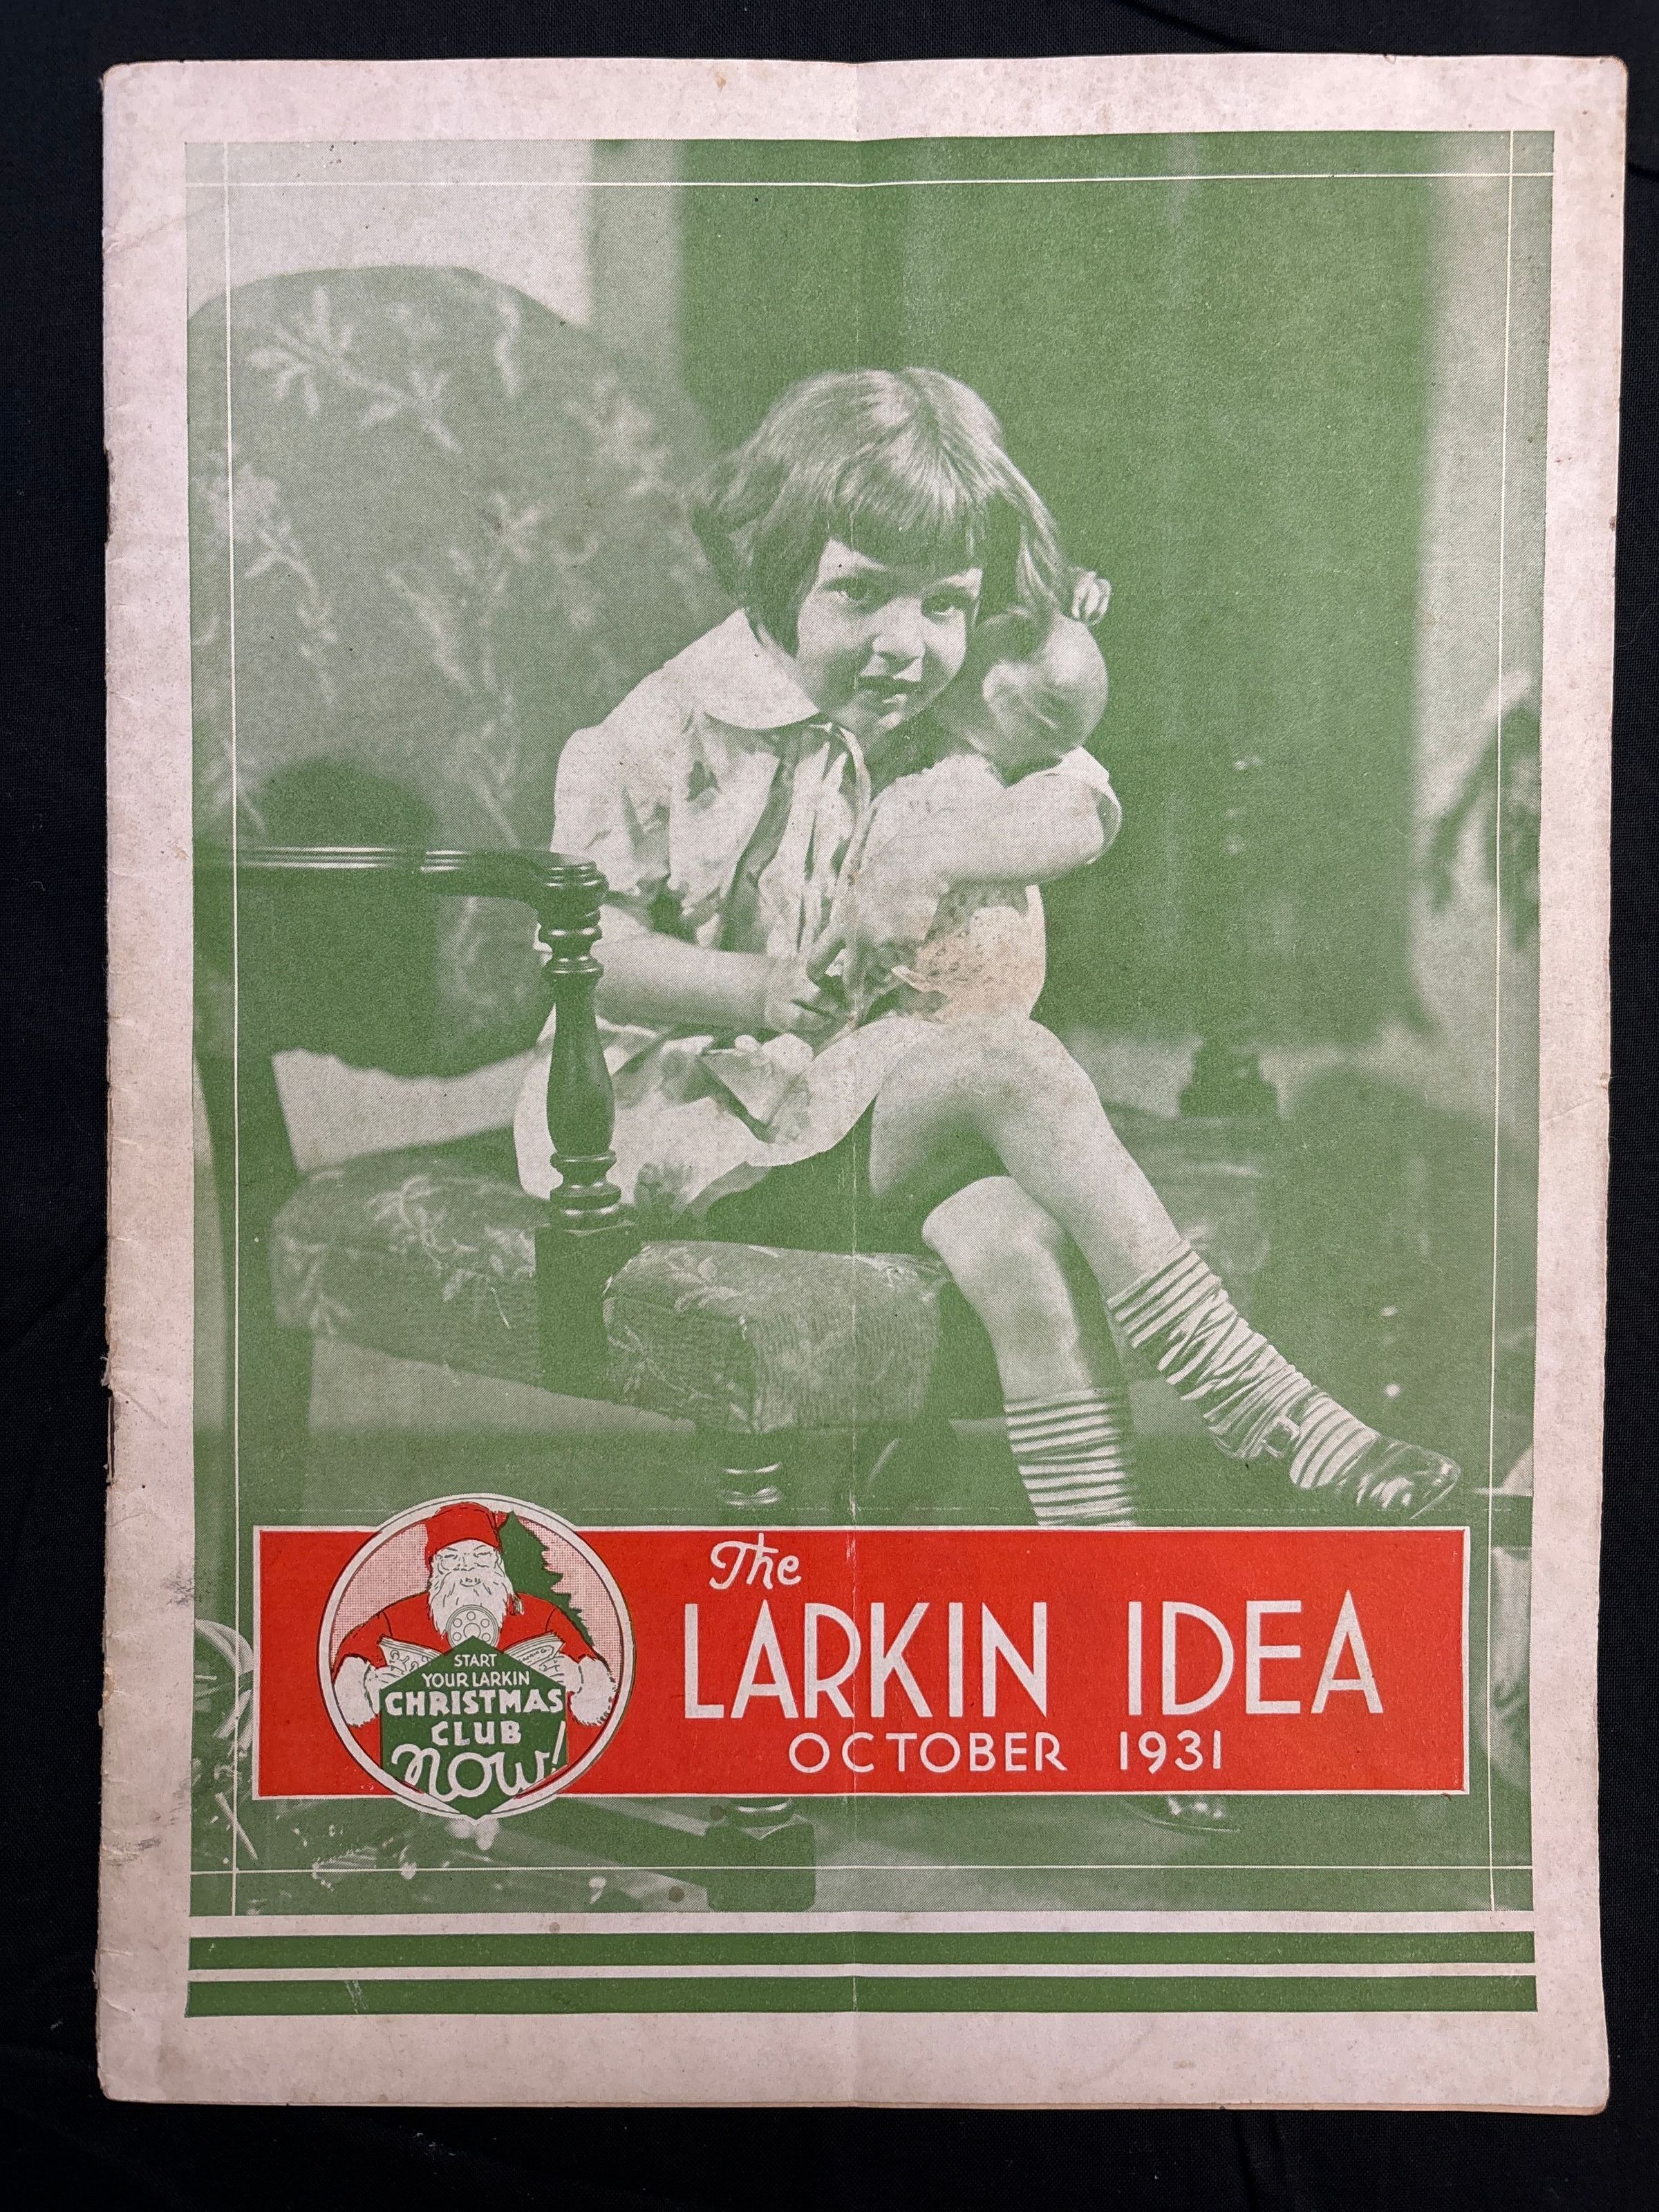 START
YOUR LARKIN
CHRISTMAS
CLUB
NOW!
The
LARKIN IDEA
OCTOBER 1931